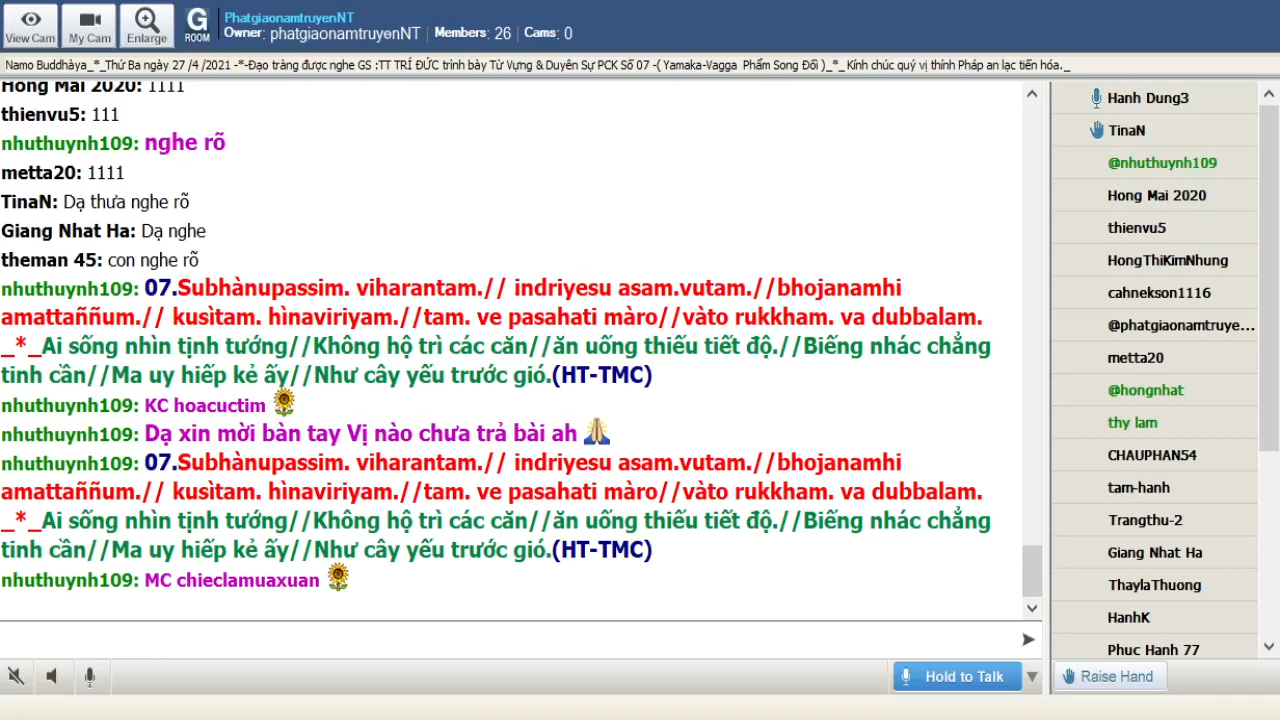 View Cam
My Cam
Enlarge
G
ROOM
PhatgiaonamtruyenNT
Owner: phatgiaonamtruyenNT | Members: 26 | Cams: 0
Namo Buddhàya_*_Thứ Ba ngày 27 /4 /2021 -*-Đạo tràng được nghe GS :TT TRÍ ĐỨC trình bày Từ Vựng & Duyên Sự PCK Số 07 -( Yamaka-Vagga Phẩm Song Đối )_*_ Kính chúc quý vị thính Pháp an lạc tiến hóa._
Hong Mai 2020: 1111
thienvu5: 111
nhuthuynh109: nghe rõ
metta20: 1111
TinaN: Dạ thưa nghe rõ
Giang Nhat Ha: Dạ nghe
theman 45: con nghe rõ
nhuthuynh109: 07.Subhànupassim. viharantam.// indriyesu asam.vutam.//bhojanamhi
amattaññum.// kusìtam. hìnaviriyam.//tam. ve pasahati màro//vàto rukkham. va dubbalam.
_*_Ai sống nhìn tịnh tướng//Không hộ trì các căn//ăn uống thiếu tiết độ.//Biếng nhác chẳng
tinh cần//Ma uy hiếp kẻ ấy//Như cây yếu trước gió.(HT-TMC)
nhuthuynh109: KC hoacuctim
nhuthuynh109: Dạ xin mời bàn tay Vị nào chưa trả bài ah
nhuthuynh109: 07.Subhànupassim. viharantam.// indriyesu asam.vutam.//bhojanamhi
amattaññum.// kusìtam. hìnaviriyam.//tam. ve pasahati màro//vàto rukkham. va dubbalam.
_*_Ai sống nhìn tịnh tướng//Không hộ trì các căn//ăn uống thiếu tiết độ.//Biếng nhác chẳng
tinh cần//Ma uy hiếp kẻ ấy//Như cây yếu trước gió.(HT-TMC)
nhuthuynh109: MC chieclamuaxuan
Hold to Talk
Hanh Dung3
TinaN
@nhuthuynh109
Hong Mai 2020
thienvu5
HongThiKimNhung
cahnekson1116
@phatgiaonamtruye...
metta20
@hongnhat
thy lam
CHAUPHAN54
tam-hanh
Trangthu-2
Giang Nhat Ha
ThaylaThuong
HanhK
Phuc Hanh 77
Raise Hand